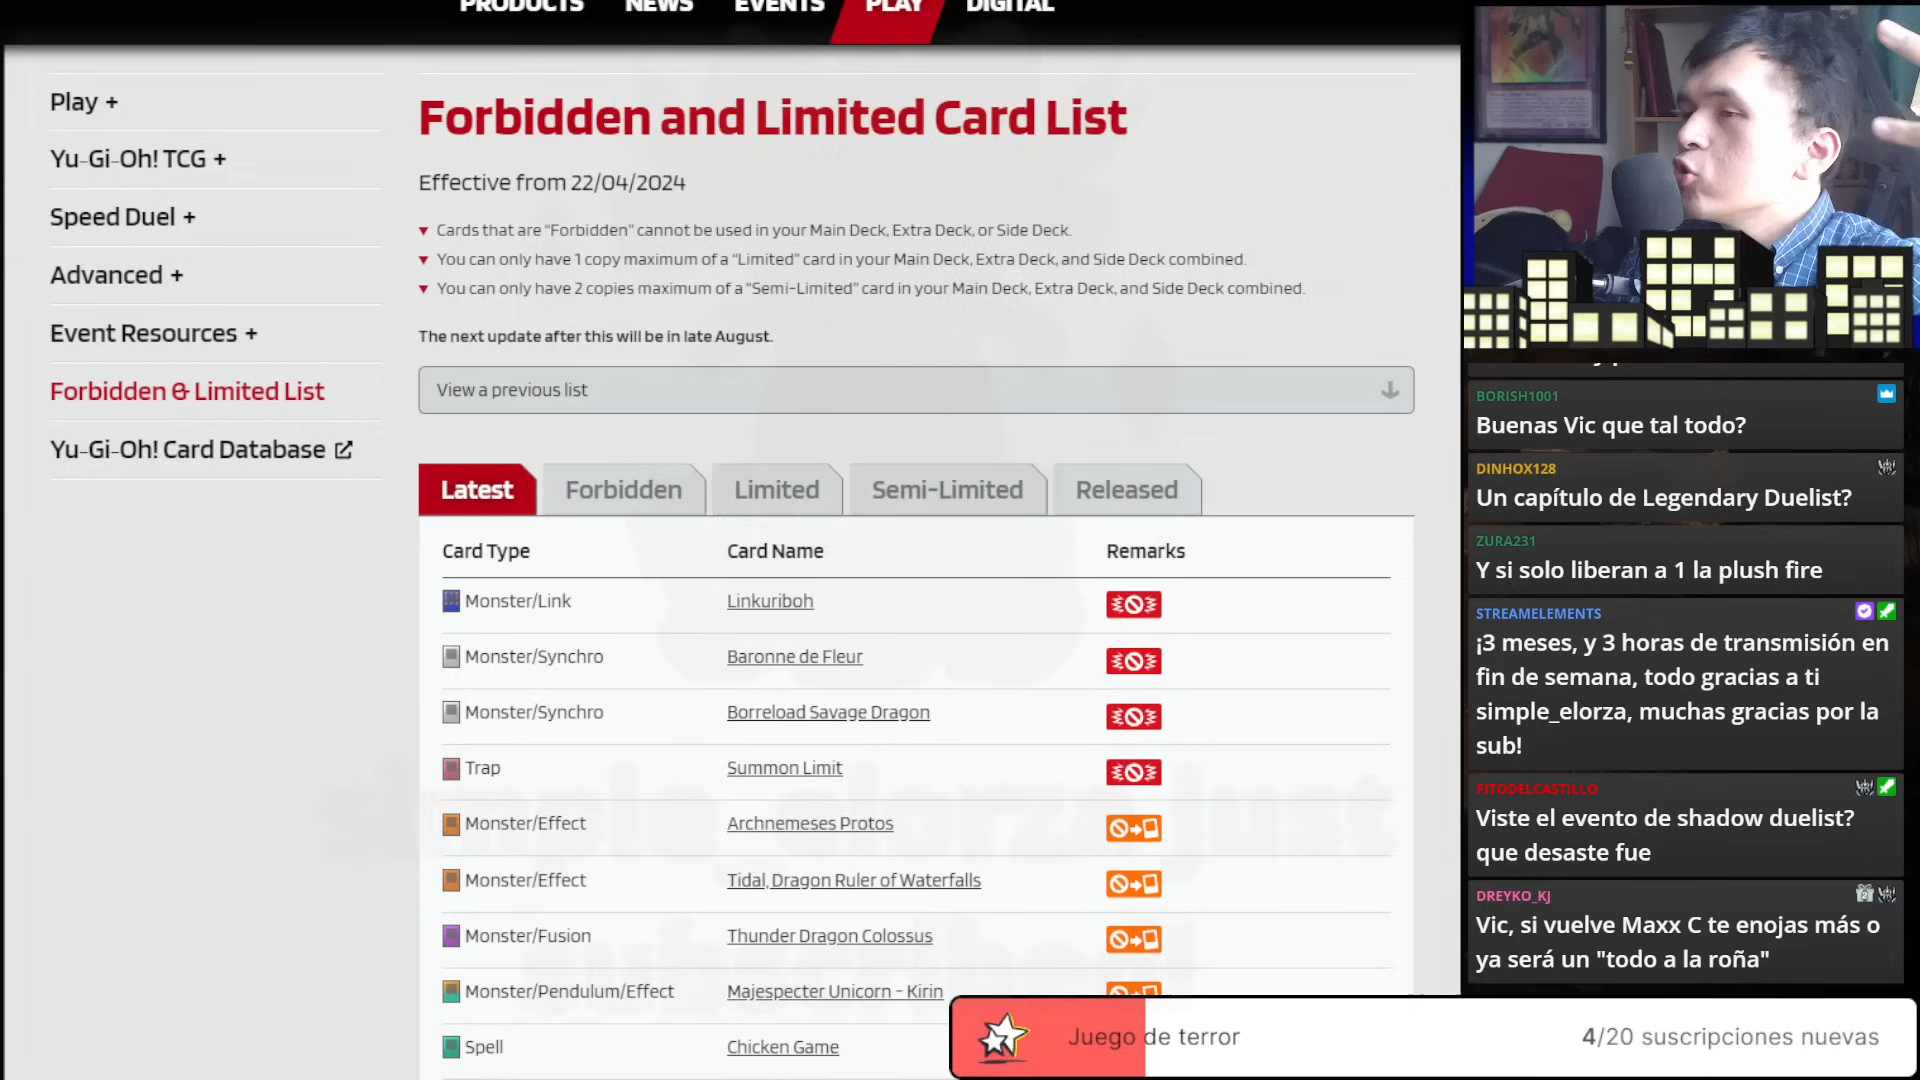 PRODUCTS NEWS EVENTS PLAY DIGITAL
Play +
Yu-Gi-Oh! TCG +
Speed Duel +
Advanced +
Event Resources +
Forbidden & Limited List
Yu-Gi-Oh! Card Database
Forbidden and Limited Card List
Effective from 22/04/2024
Cards that are "Forbidden" cannot be used in your Main Deck, Extra Deck, or Side Deck.
You can only have 1 copy maximum of a "Limited" card in your Main Deck, Extra Deck, and Side Deck combined.
You can only have 2 copies maximum of a "Semi-Limited" card in your Main Deck, Extra Deck, and Side Deck combined.
The next update after this will be in late August.
View a previous list
Latest Forbidden Limited Semi-Limited Released
Card Type Card Name Remarks
Monster/Link Linkuriboh
Monster/Synchro Baronne de Fleur
Monster/Synchro Borreload Savage Dragon
Trap Summon Limit
Monster/Effect Archnemeses Protos
Monster/Effect Tidal, Dragon Ruler of Waterfalls
Monster/Fusion Thunder Dragon Colossus
Monster/Pendulum/Effect Majespecter Unicorn - Kirin
Spell Chicken Game
BORISH1001
Buenas Vic que tal todo?
DINHOX128
Un capítulo de Legendary Duelist?
ZURA231
Y si solo liberan a 1 la plush fire
STREAMELEMENTS
¡3 meses, y 3 horas de transmisión en
fin de semana, todo gracias a ti
simple_elorza, muchas gracias por la
sub!
FITODELCASTILLO
Viste el evento de shadow duelist?
que desaste fue
DREYKO_KJ
Vic, si vuelve Maxx C te enojas más o
ya será un "todo a la roña"
Juego de terror 4/20 suscripciones nuevas